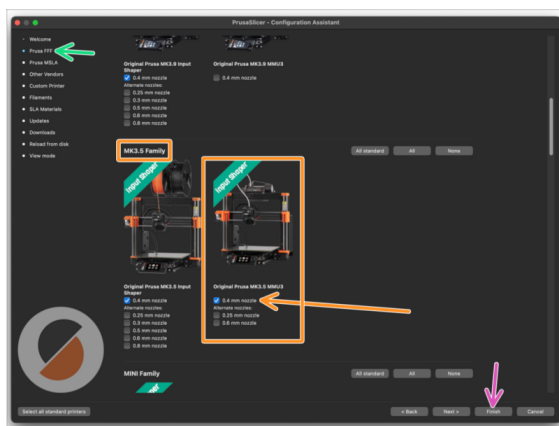 PrusaSlicer - Configuration Assistant
Welcome
Prusa FFF
Prusa MSLA
Other Vendors
Custom Printer
Filaments
SLA Materials
Updates
Downloads
Reload from disk
View mode
Original Prusa MK3.9 Input Shaper
0.4 mm nozzle
Alternate nozzles:
0.25 mm nozzle
0.3 mm nozzle
0.5 mm nozzle
0.6 mm nozzle
0.8 mm nozzle
Original Prusa MK3.9 MMU3
0.4 mm nozzle
MK3.5 Family
All standard
All
None
Input Shaper
Input Shaper
Original Prusa MK3.5 Input Shaper
0.4 mm nozzle
Alternate nozzles:
0.25 mm nozzle
0.3 mm nozzle
0.5 mm nozzle
0.6 mm nozzle
0.8 mm nozzle
Original Prusa MK3.5 MMU3
0.4 mm nozzle
Alternate nozzles:
0.25 mm nozzle
0.6 mm nozzle
MINI Family
All standard
All
None
Select all standard printers
< Back
Next >
Finish
Cancel